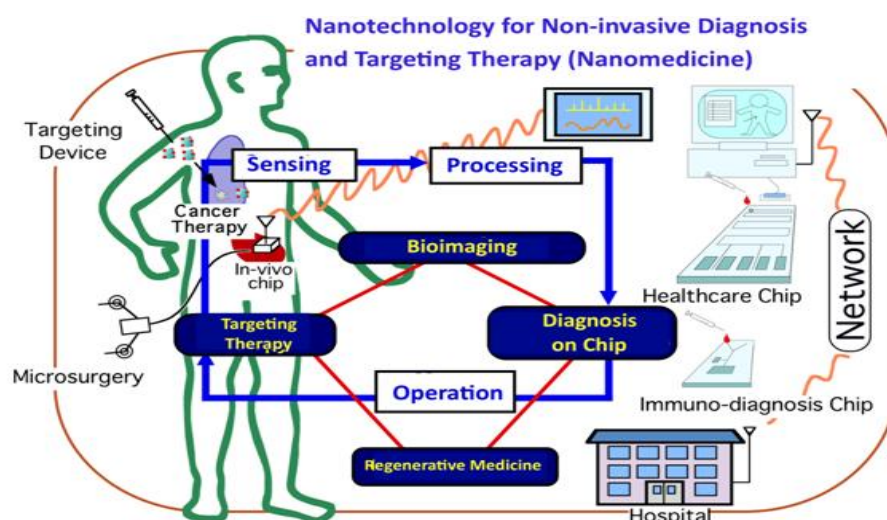 Nanotechnology for Non-invasive Diagnosis
and Targeting Therapy (Nanomedicine)
Targeting
Device
Sensing
Processing
Cancer
Therapy
In-vivo
chip
Bioimaging
Healthcare Chip
Network
Targeting
Therapy
Diagnosis
on Chip
Microsurgery
Operation
Immuno-diagnosis Chip
Regenerative Medicine
Hospital